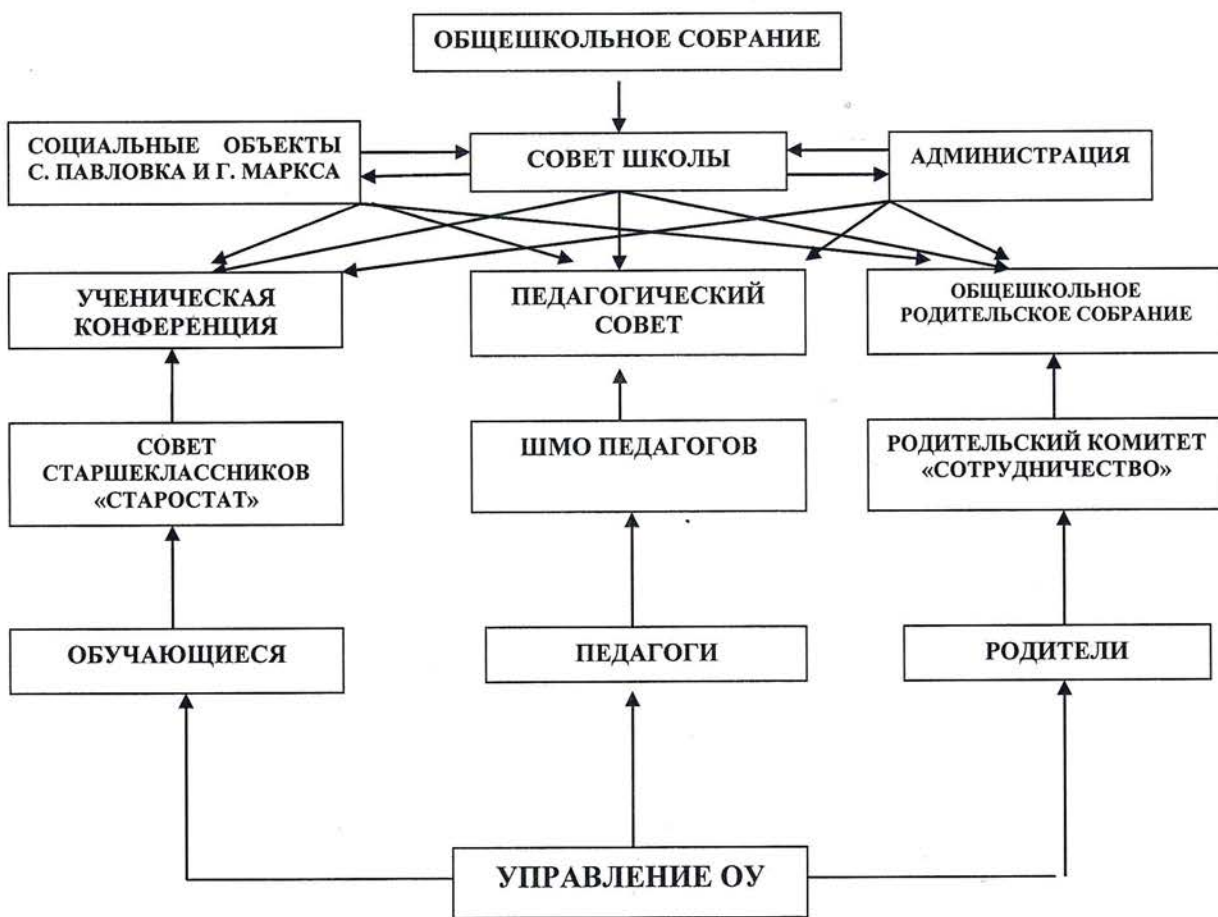 ОБЩЕШКОЛЬНОЕ СОБРАНИЕ
СОЦИАЛЬНЫЕ ОБЪЕКТЫ
С. ПАВЛОВКА И Г. МАРКСА
СОВЕТ ШКОЛЫ
АДМИНИСТРАЦИЯ
УЧЕНИЧЕСКАЯ
КОНФЕРЕНЦИЯ
ПЕДАГОГИЧЕСКИЙ
СОВЕТ
ОБЩЕШКОЛЬНОЕ
РОДИТЕЛЬСКОЕ СОБРАНИЕ
СОВЕТ
СТАРШЕКЛАССНИКОВ
«СТАРОСТАТ»
ШМО ПЕДАГОГОВ
РОДИТЕЛЬСКИЙ КОМИТЕТ
«СОТРУДНИЧЕСТВО»
ОБУЧАЮЩИЕСЯ
ПЕДАГОГИ
РОДИТЕЛИ
УПРАВЛЕНИЕ ОУ